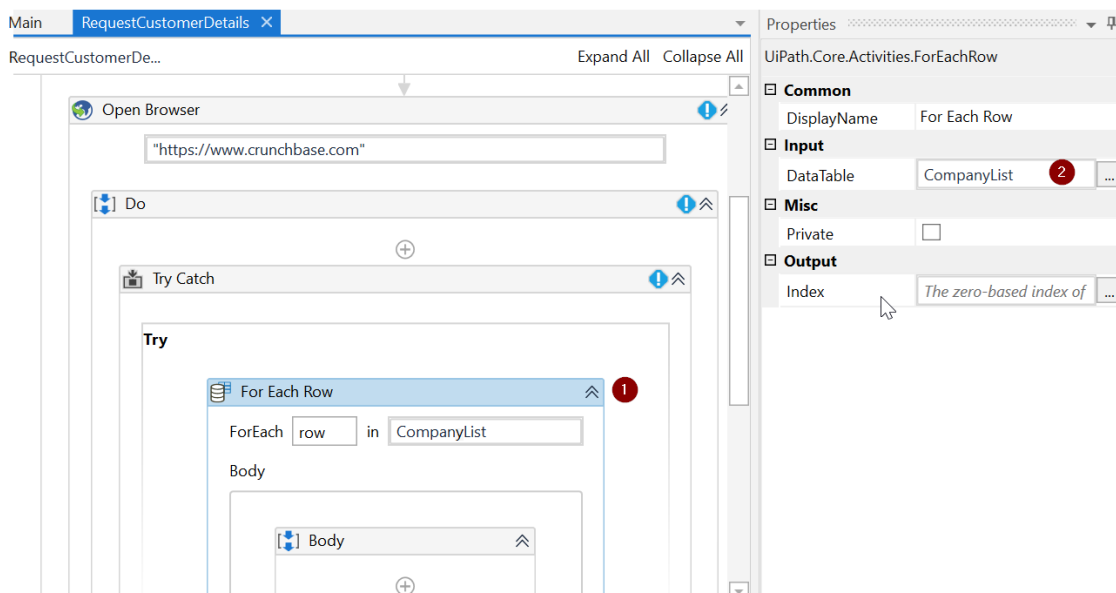 Main
RequestCustomerDetails
RequestCustomerDe...
Expand All Collapse All
Open Browser
"https://www.crunchbase.com"
Do
Try Catch
Try
For Each Row
1
ForEach row in CompanyList
Body
Body
Properties
UiPath.Core.Activities.ForEachRow
Common
DisplayName For Each Row
Input
DataTable CompanyList 2 ...
Misc
Private
Output
Index The zero-based index of ...